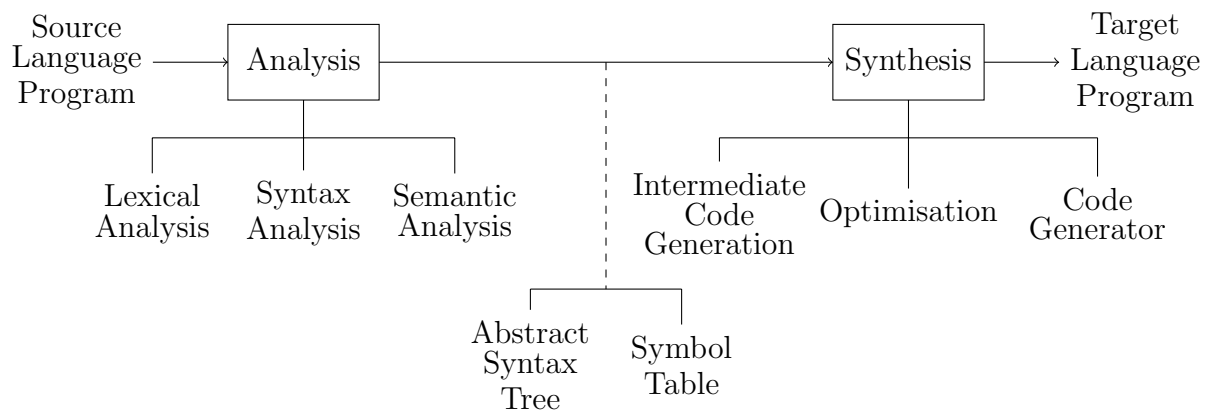 Source
Language
Program
Analysis
Synthesis
Target
Language
Program
Lexical
Analysis
Syntax
Analysis
Semantic
Analysis
Intermediate
Code
Generation
Optimisation
Code
Generator
Abstract
Syntax
Tree
Symbol
Table